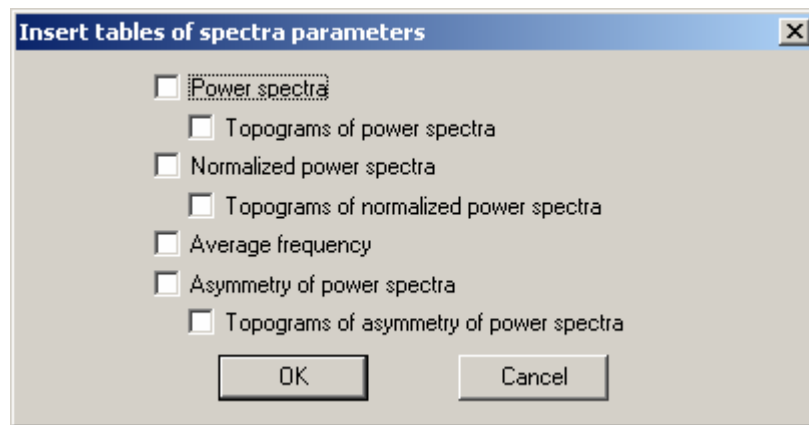 Insert tables of spectra parameters
Power spectra
Topograms of power spectra
Normalized power spectra
Topograms of normalized power spectra
Average frequency
Asymmetry of power spectra
Topograms of asymmetry of power spectra
OK Cancel